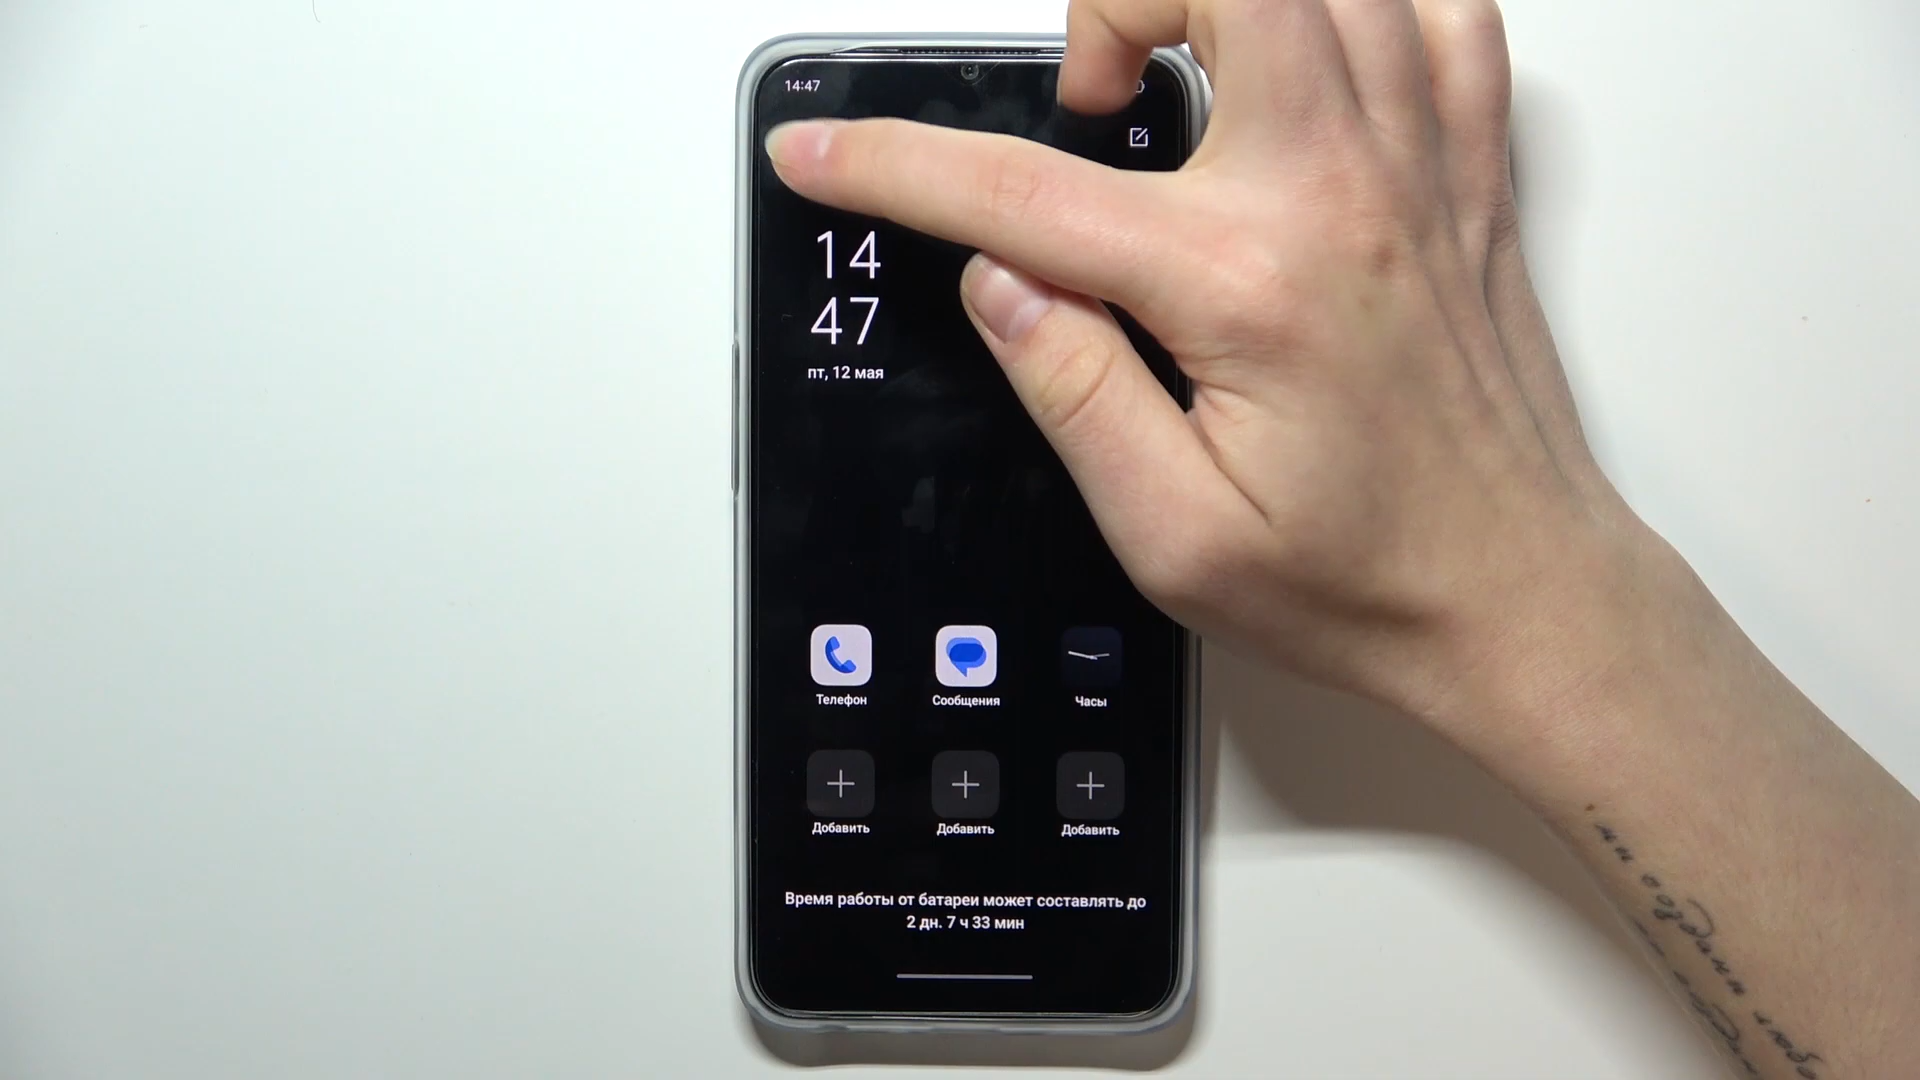 14:47
14
47
пт, 12 мая
Телефон
Сообщения
Часы
Добавить
Добавить
Добавить
Время работы от батареи может составлять до
2 дн. 7 ч 33 мин